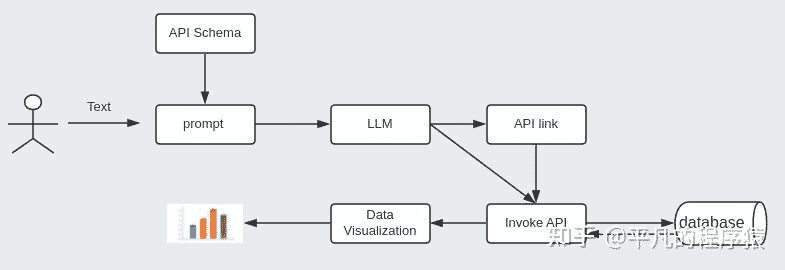 API Schema
Text
prompt
LLM
API link
Data
Visualization
Invoke API
database
知乎 @平凡的程序猿